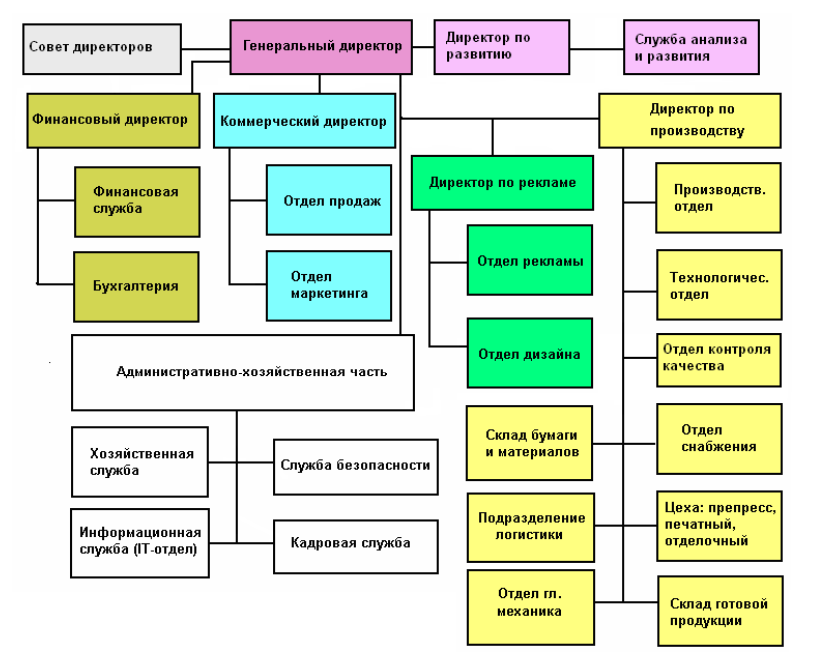 Совет директоров
Генеральный директор
Директор по
развитию
Служба анализа
и развития
Финансовый директор
Коммерческий директор
Директор по
производству
Финансовая
служба
Бухгалтерия
Отдел продаж
Отдел
маркетинга
Директор по рекламе
Отдел рекламы
Отдел дизайна
Производств.
отдел
Технологичес.
отдел
Отдел контроля
качества
Административно-хозяйственная часть
Хозяйственная
служба
Служба безопасности
Информационная
служба (IT-отдел)
Кадровая служба
Склад бумаги
и материалов
Отдел
снабжения
Подразделение
логистики
Цеха: препресс,
печатный,
отделочный
Отдел гл.
механика
Склад готовой
продукции